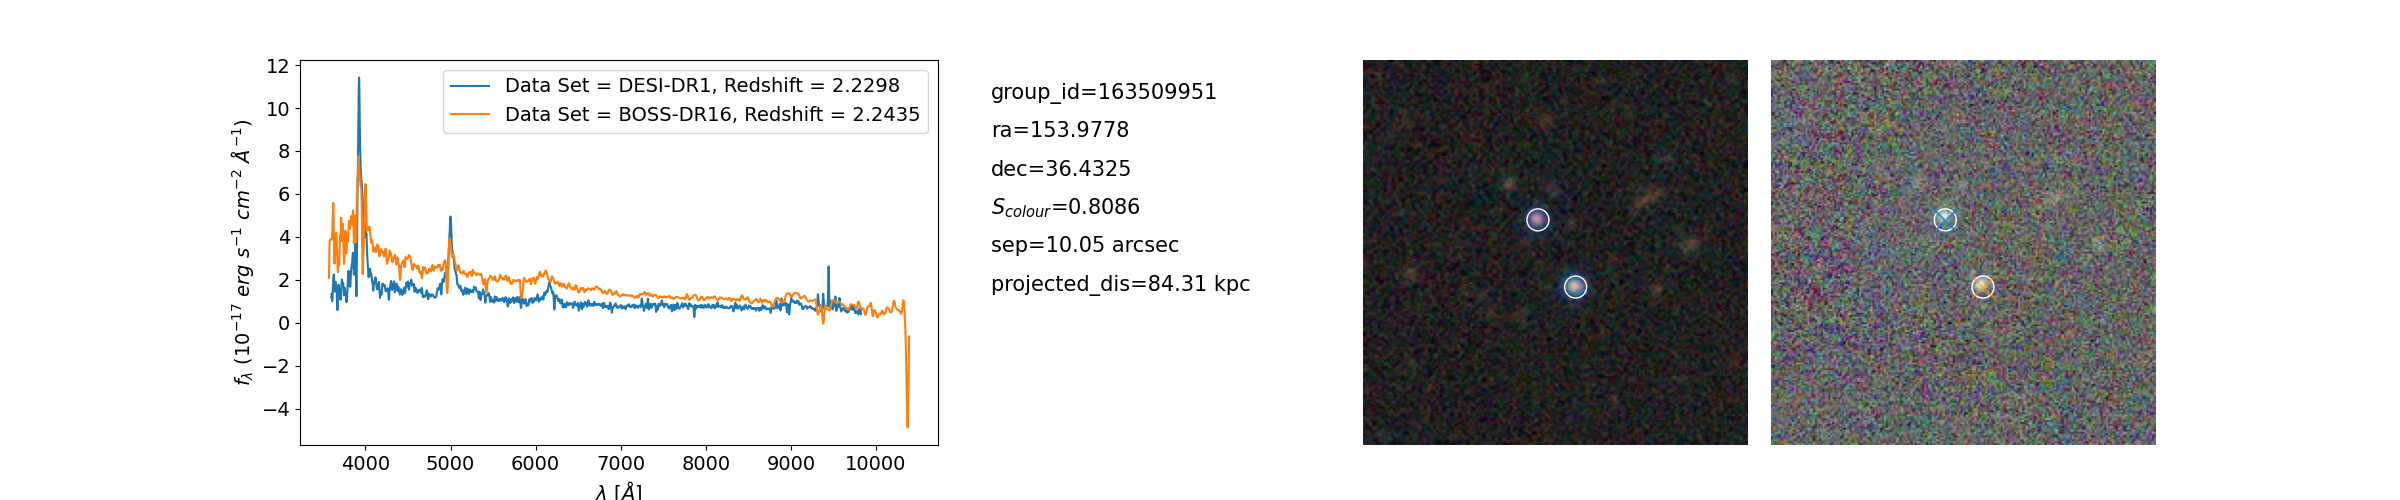 12
10
8
6
4
2
0
−2
−4
f_λ (10^−17 erg s^−1 cm^−2 Å^−1)
Data Set = DESI-DR1, Redshift = 2.2298
Data Set = BOSS-DR16, Redshift = 2.2435
4000 5000 6000 7000 8000 9000 10000
λ [Å]
group_id=163509951
ra=153.9778
dec=36.4325
S_colour=0.8086
sep=10.05 arcsec
projected_dis=84.31 kpc